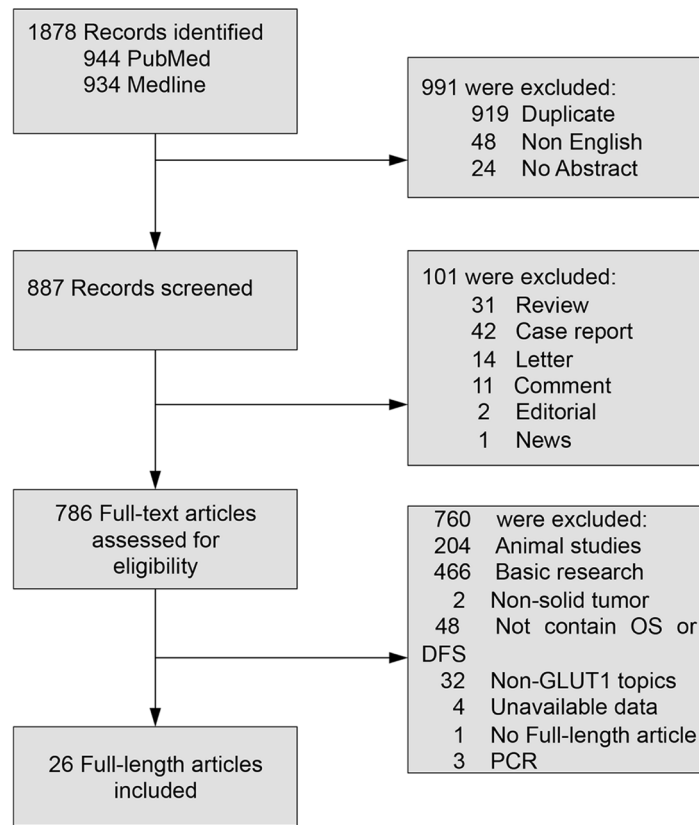 1878 Records identified
944 PubMed
934 Medline
991 were excluded:
919 Duplicate
48 Non English
24 No Abstract
887 Records screened
101 were excluded:
31 Review
42 Case report
14 Letter
11 Comment
2 Editorial
1 News
786 Full-text articles
assessed for
eligibility
760 were excluded:
204 Animal studies
466 Basic research
2 Non-solid tumor
48 Not contain OS or
DFS
32 Non-GLUT1 topics
4 Unavailable data
1 No Full-length article
3 PCR
26 Full-length articles
included